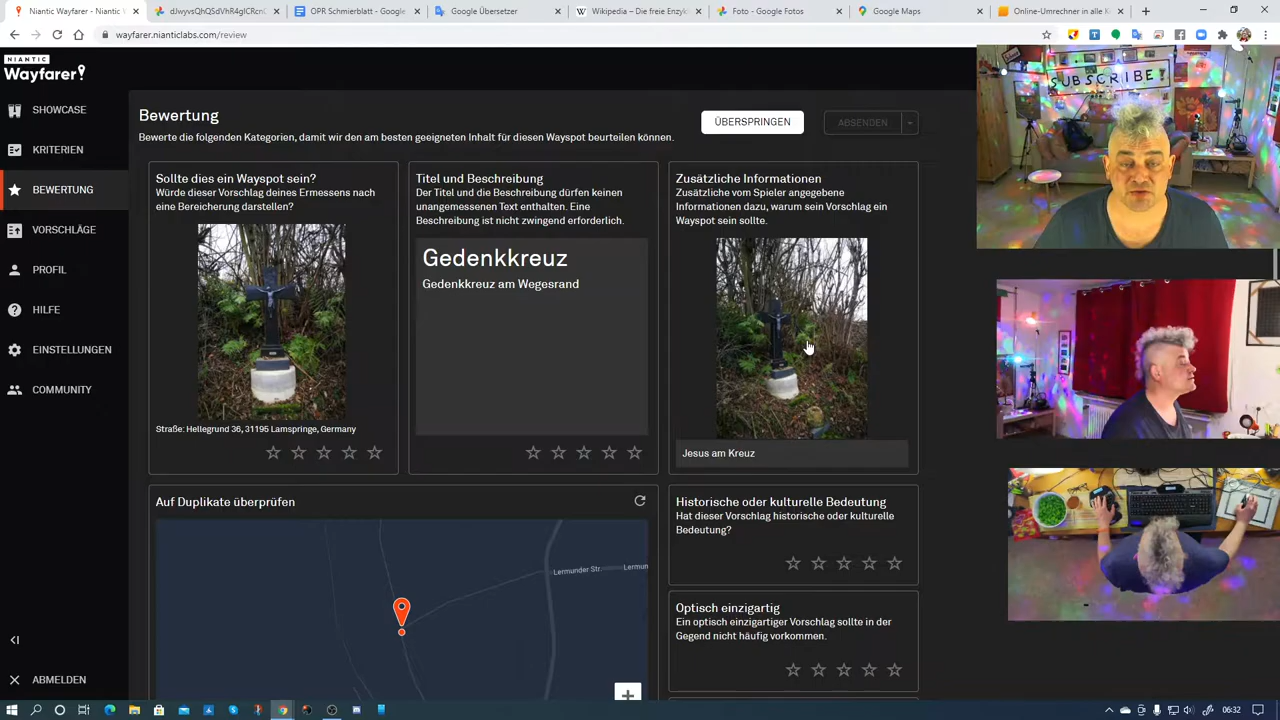 Niantic Wayfarer - Niantic W
dJwyvsQhQSdVhR4gICRcn
OPR Schmierblatt - Google
Google Übersetzer
Wikipedia – Die freie Enzyk
Foto - Google Fotos
Google Maps
Online-Umrechner in alle
wayfarer.nianticlabs.com/review
NIANTIC
Wayfarer
SHOWCASE
KRITERIEN
BEWERTUNG
VORSCHLÄGE
PROFIL
HILFE
EINSTELLUNGEN
COMMUNITY
ABMELDEN
Bewertung
Bewerte die folgenden Kategorien, damit wir den am besten geeigneten Inhalt für diesen Wayspot beurteilen können.
ÜBERSPRINGEN
ABSENDEN
Sollte dies ein Wayspot sein?
Würde dieser Vorschlag deines Ermessens nach
eine Bereicherung darstellen?
Straße: Hellegrund 36, 31195 Lamspringe, Germany
Titel und Beschreibung
Der Titel und die Beschreibung dürfen keinen
unangemessenen Text enthalten. Eine
Beschreibung ist nicht zwingend erforderlich.
Gedenkkreuz
Gedenkkreuz am Wegesrand
Zusätzliche Informationen
Zusätzliche vom Spieler angegebene
Informationen dazu, warum sein Vorschlag ein
Wayspot sein sollte.
Jesus am Kreuz
Auf Duplikate überprüfen
Lermunder Str.
Lermun
Historische oder kulturelle Bedeutung
Hat dieser Vorschlag historische oder kulturelle
Bedeutung?
Optisch einzigartig
Ein optisch einzigartiger Vorschlag sollte in der
Gegend nicht häufig vorkommen.
SUBSCRIBE!
06:32